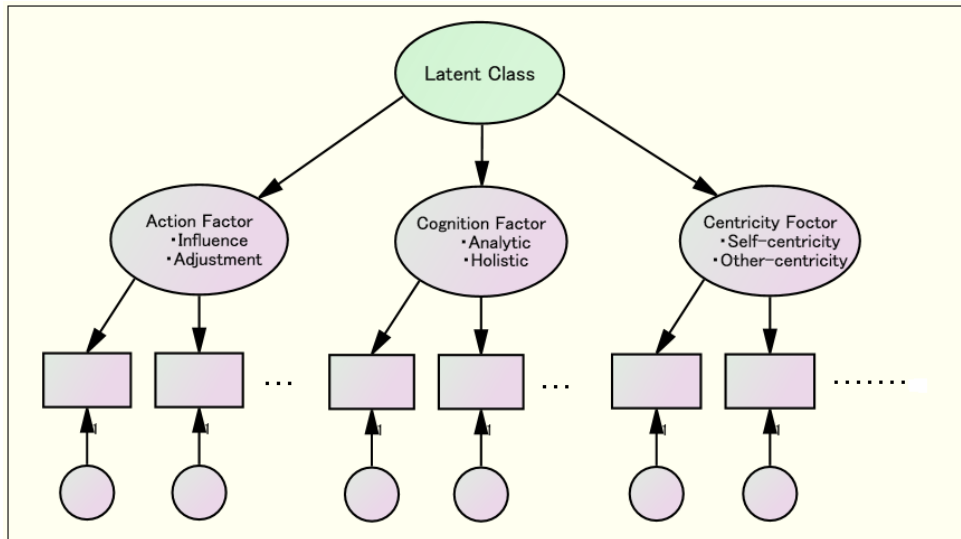 Latent Class
Action Factor
・Influence
・Adjustment
Cognition Factor
・Analytic
・Holistic
Centricity Foctor
・Self-centricity
・Other-centricity
...
...
.......
1
1
1
1
1
1